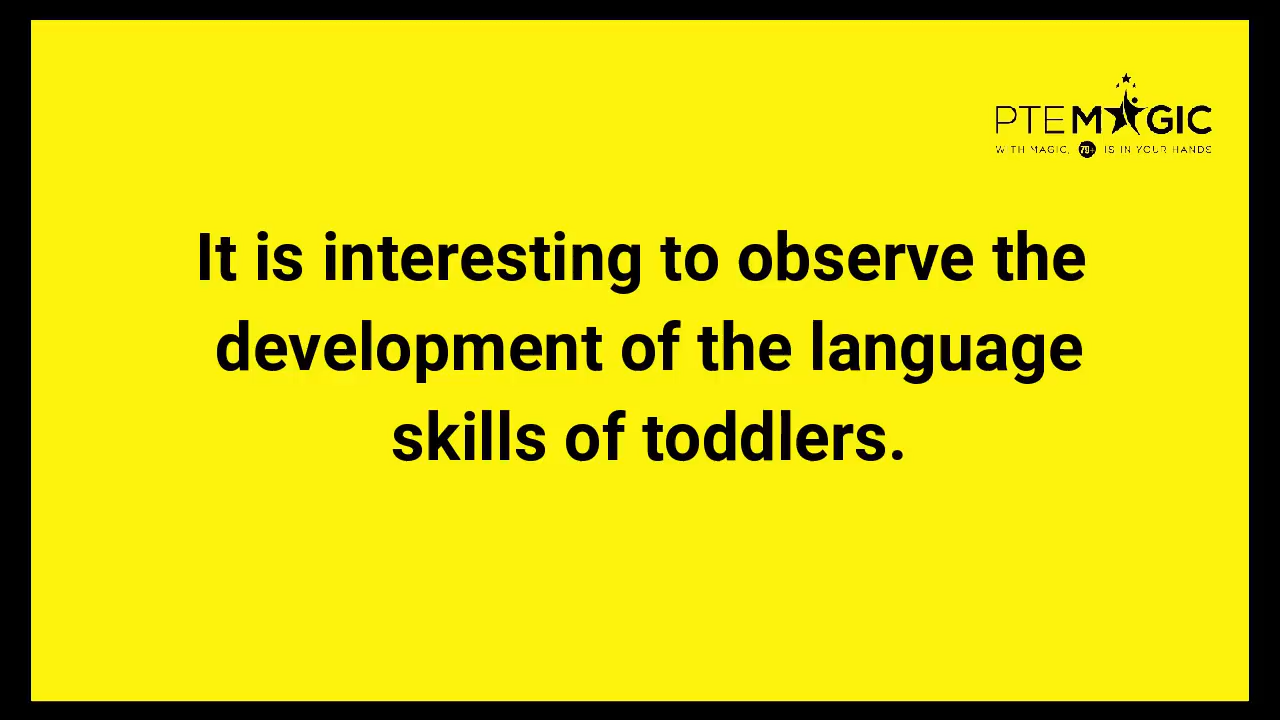 PTEMAGIC
WITH MAGIC, 79+ IS IN YOUR HANDS
It is interesting to observe the
development of the language
skills of toddlers.